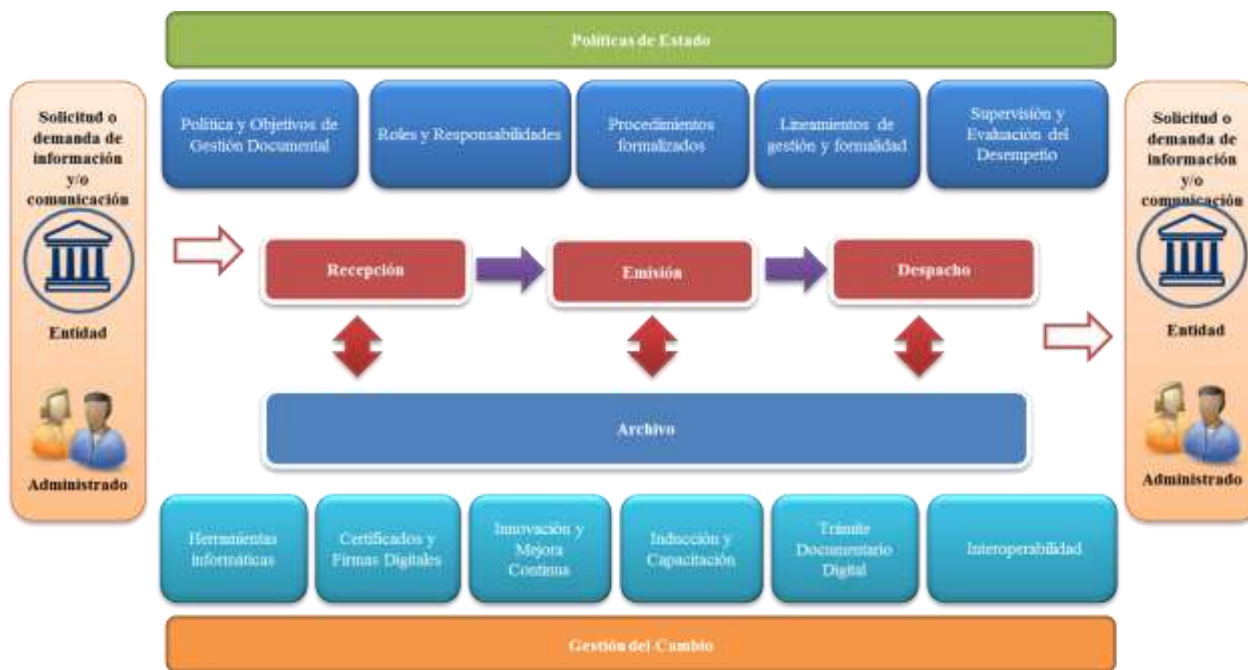 Políticas de Estado
Solicitud o
demanda de
información
y/o
comunicación
Entidad
Administrado
Política y Objetivos de
Gestión Documental
Roles y Responsabilidades
Procedimientos
formalizados
Lineamientos de
gestión y formalidad
Supervisión y
Evaluación del
Desempeño
Recepción
Emisión
Despacho
Archivo
Herramientas
informáticas
Certificados y
Firmas Digitales
Innovación y
Mejora
Continua
Inducción y
Capacitación
Trámite
Documentario
Digital
Interoperabilidad
Gestión del Cambio
Solicitud o
demanda de
información
y/o
comunicación
Entidad
Administrado